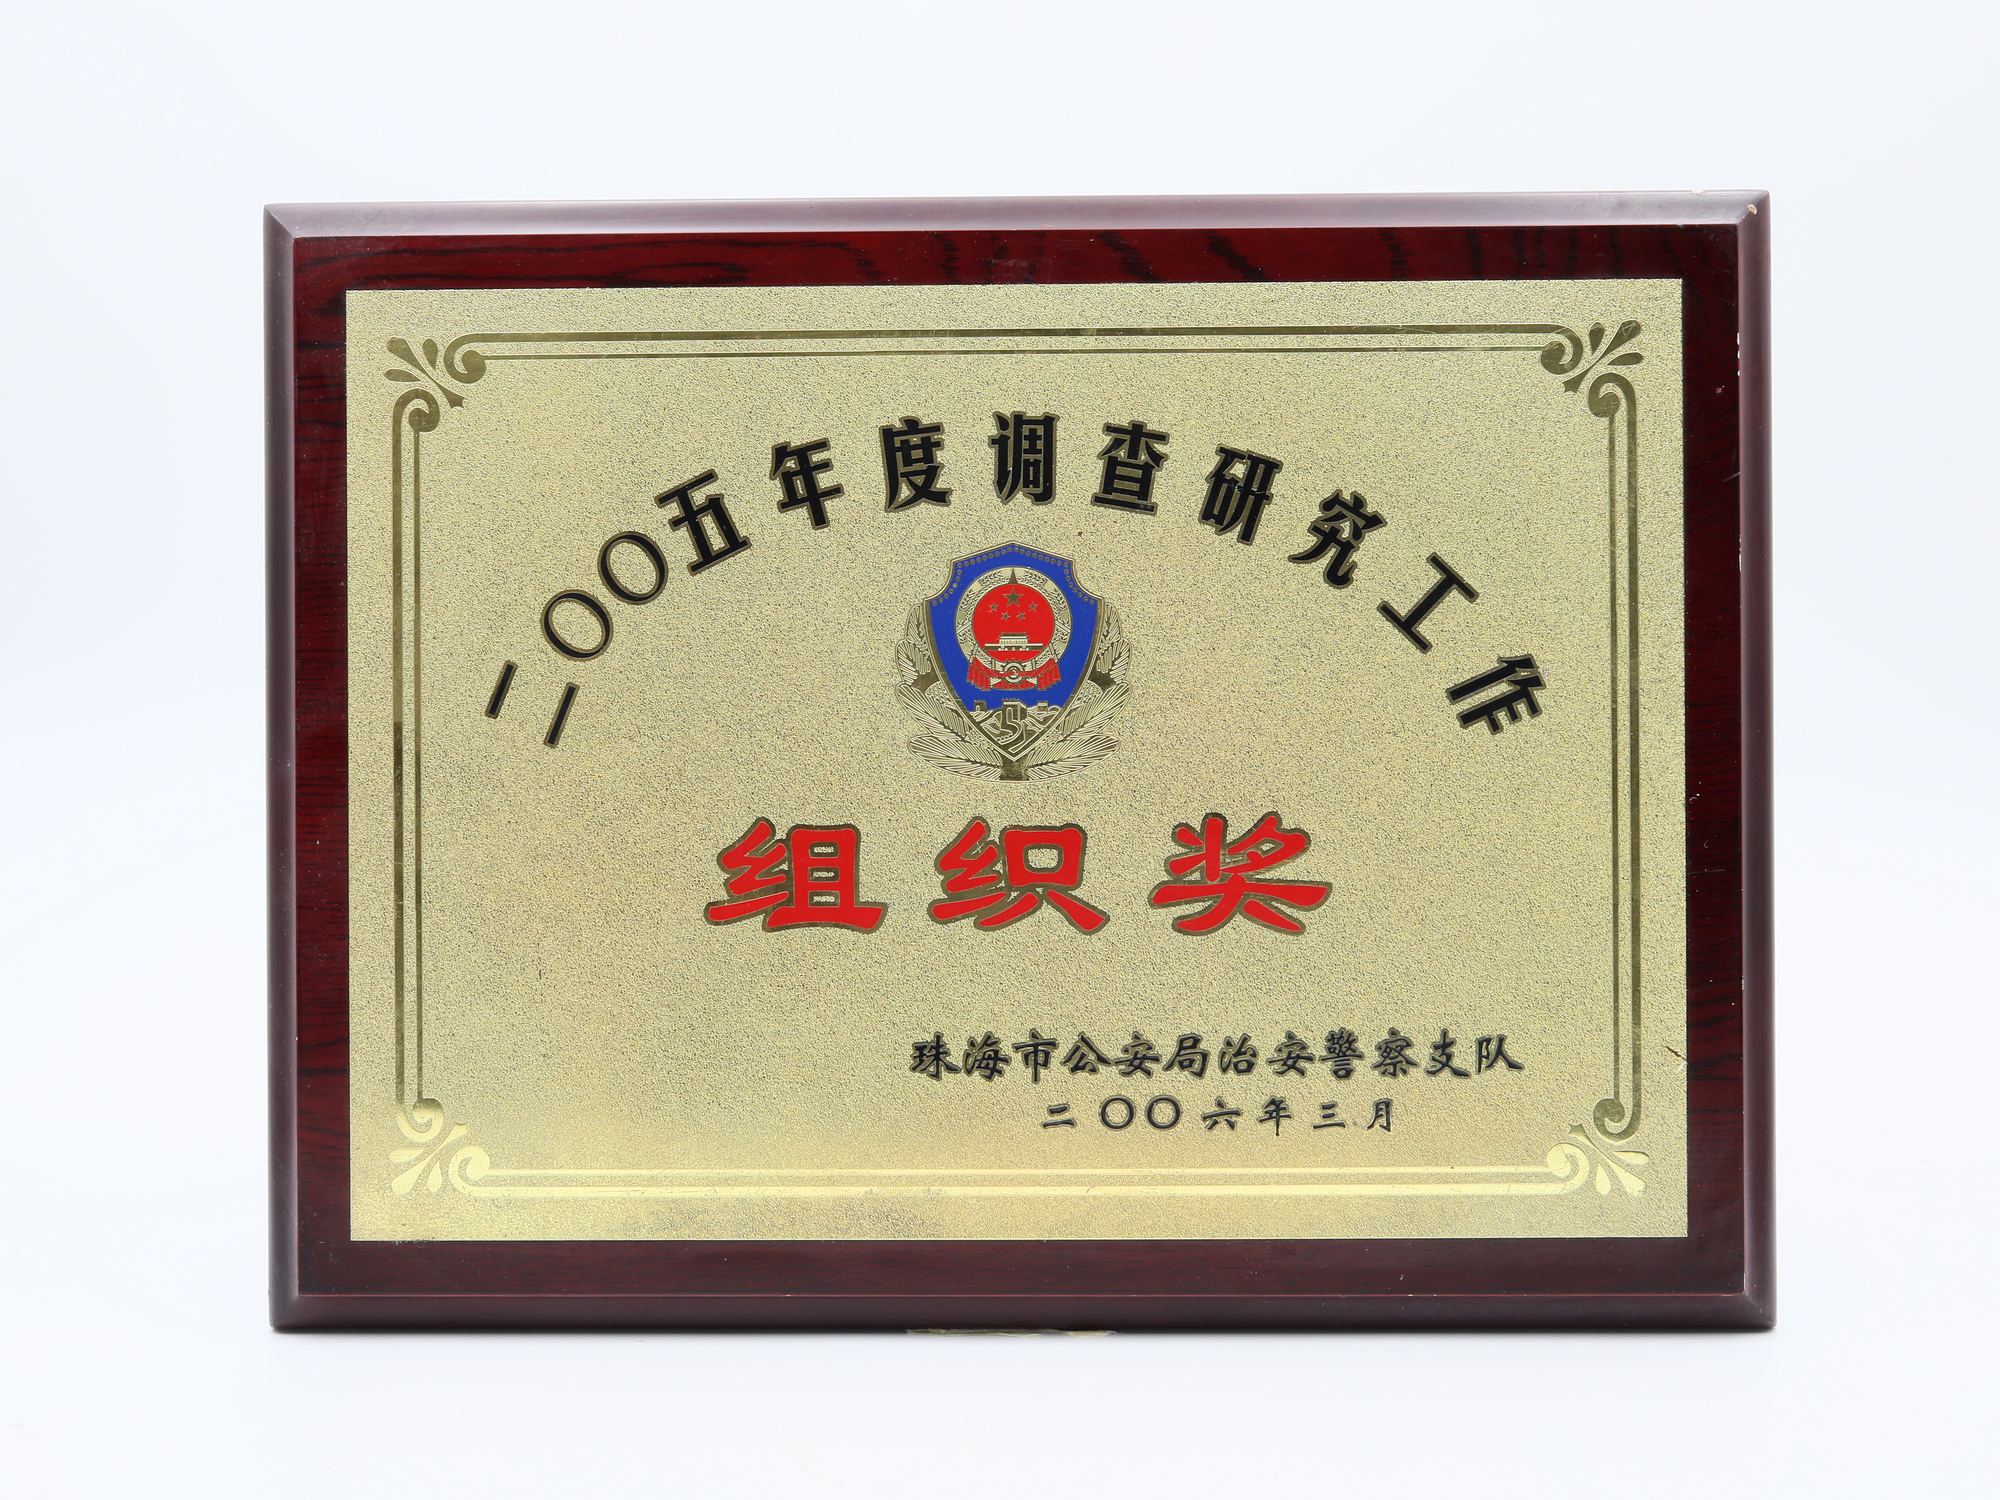 二〇〇五年度调查研究工作
组织奖
珠海市公安局治安警察支队
二〇〇六年三月